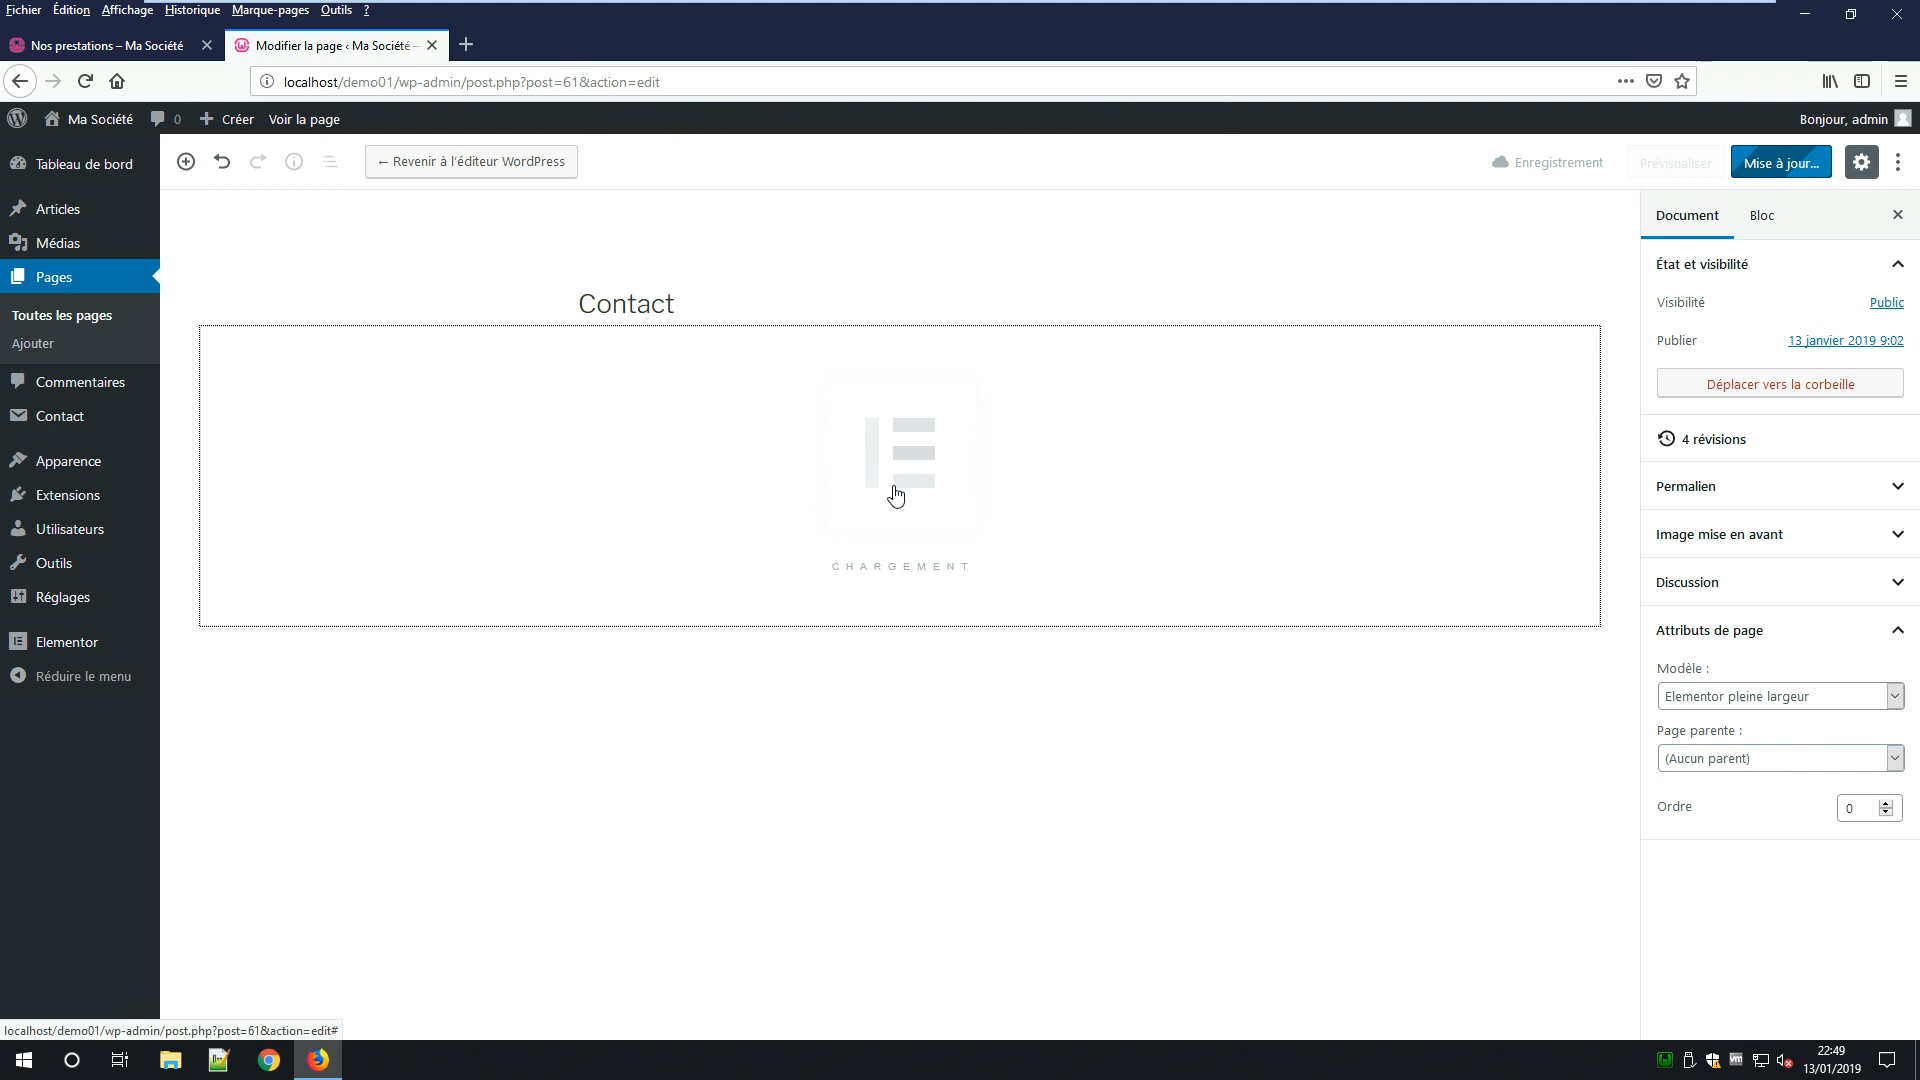 Fichier Édition Affichage Historique Marque-pages Outils ?
Nos prestations – Ma Société
Modifier la page ‹ Ma Société –
localhost/demo01/wp-admin/post.php?post=61&action=edit
Ma Société 0 Créer Voir la page
Bonjour, admin
Tableau de bord
Articles
Médias
Pages
Toutes les pages
Ajouter
Commentaires
Contact
Apparence
Extensions
Utilisateurs
Outils
Réglages
Elementor
Réduire le menu
← Revenir à l'éditeur WordPress
Enregistrement
Prévisualiser
Mise à jour...
Contact
CHARGEMENT
Document Bloc
État et visibilité
Visibilité Public
Publier 13 janvier 2019 9:02
Déplacer vers la corbeille
4 révisions
Permalien
Image mise en avant
Discussion
Attributs de page
Modèle :
Elementor pleine largeur
Page parente :
(Aucun parent)
Ordre 0
localhost/demo01/wp-admin/post.php?post=61&action=edit#
22:49
13/01/2019